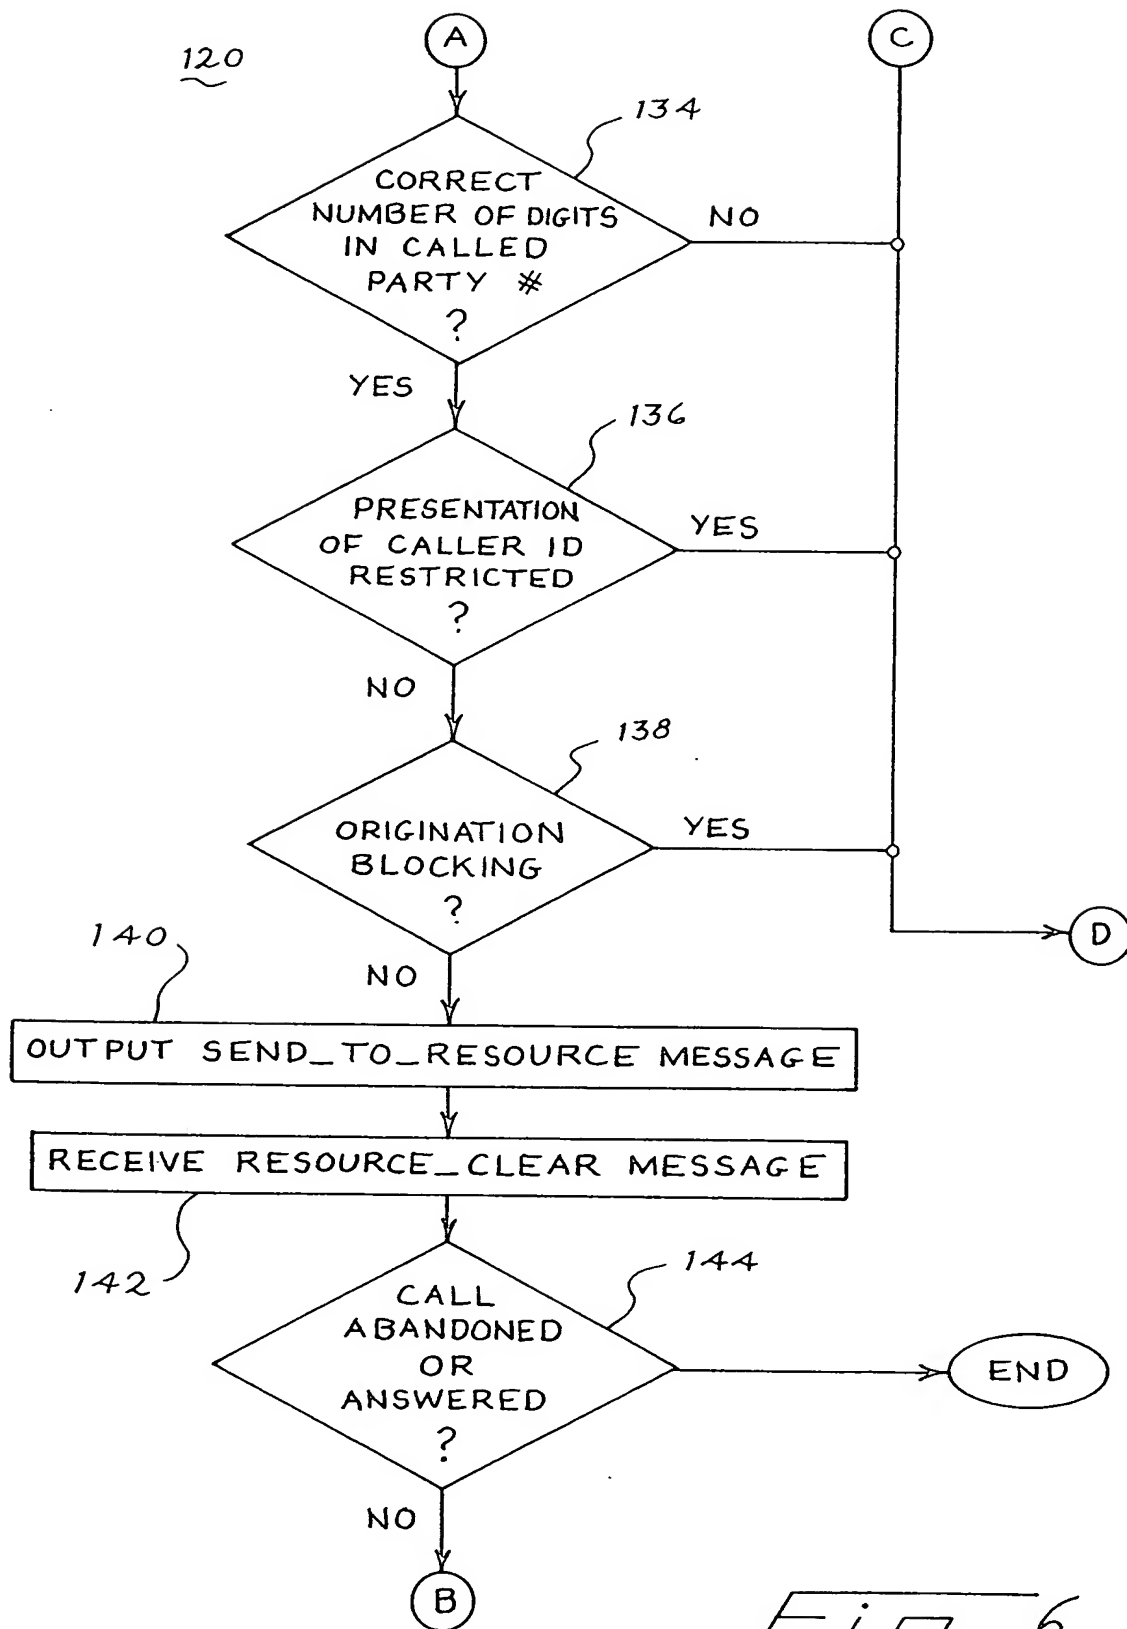 120
A
C
134
CORRECT
NUMBER OF DIGITS
IN CALLED
PARTY #
?
NO
YES
136
PRESENTATION
OF CALLER ID
RESTRICTED
?
YES
NO
138
ORIGINATION
BLOCKING
?
YES
D
140
NO
OUTPUT SEND_TO_RESOURCE MESSAGE
RECEIVE RESOURCE_CLEAR MESSAGE
142
144
CALL
ABANDONED
OR
ANSWERED
?
END
NO
B
Fig. 6